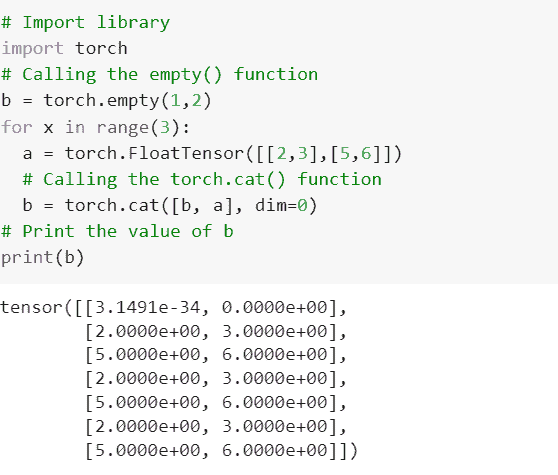 # Import library
import torch
# Calling the empty() function
b = torch.empty(1,2)
for x in range(3):
  a = torch.FloatTensor([[2,3],[5,6]])
  # Calling the torch.cat() function
  b = torch.cat([b, a], dim=0)
# Print the value of b
print(b)
tensor([[3.1491e-34, 0.0000e+00],
        [2.0000e+00, 3.0000e+00],
        [5.0000e+00, 6.0000e+00],
        [2.0000e+00, 3.0000e+00],
        [5.0000e+00, 6.0000e+00],
        [2.0000e+00, 3.0000e+00],
        [5.0000e+00, 6.0000e+00]])